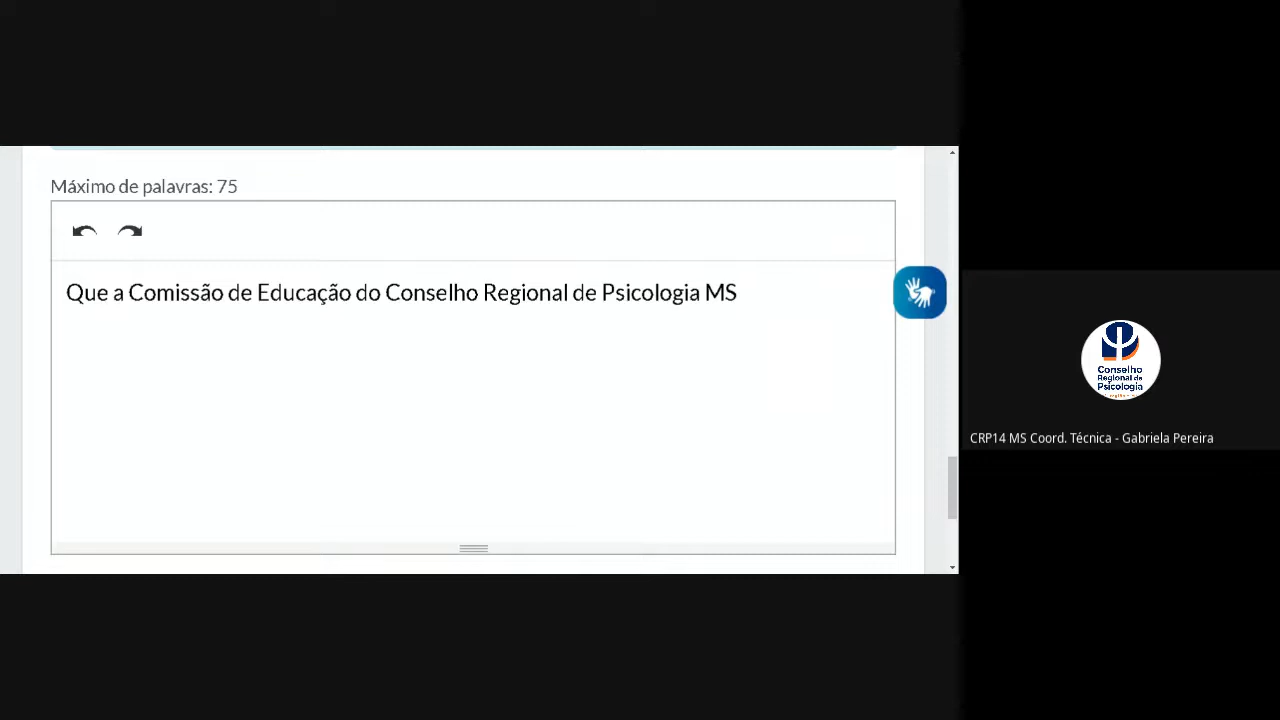 Máximo de palavras: 75
Que a Comissão de Educação do Conselho Regional de Psicologia MS
Conselho
Regional de
Psicologia
CRP14 MS Coord. Técnica - Gabriela Pereira